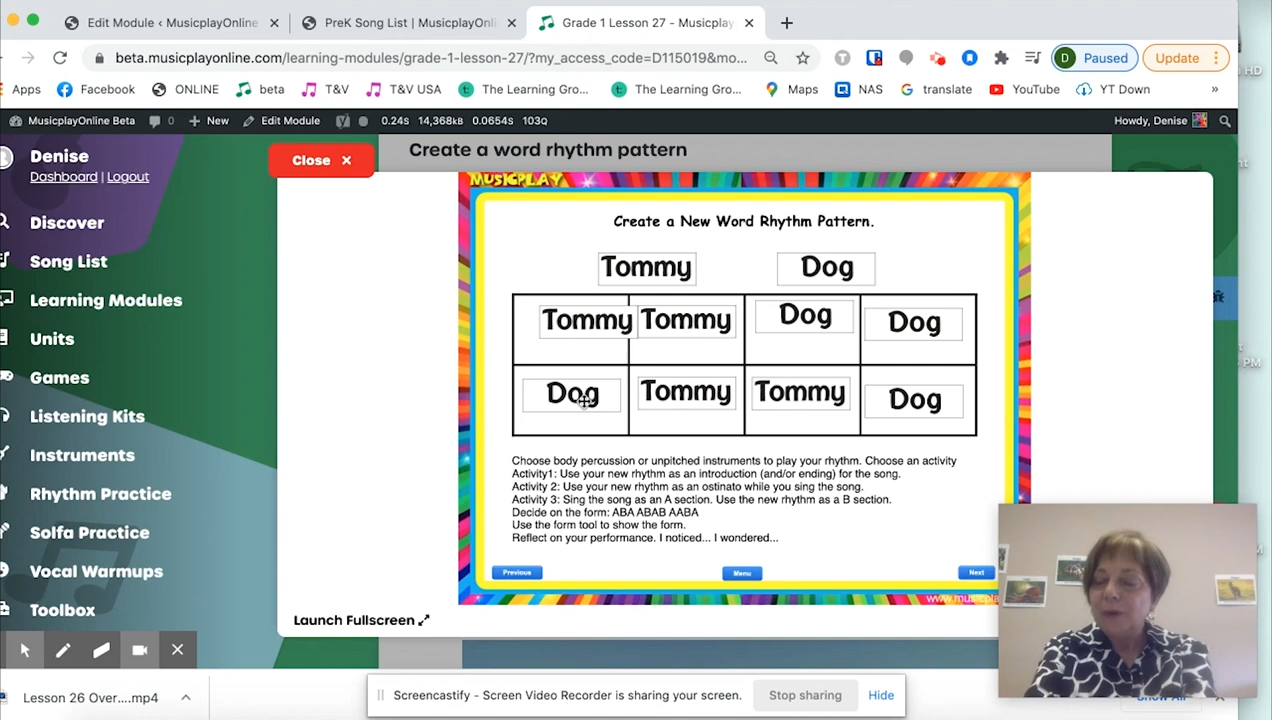 Edit Module ‹ MusicplayOnline
PreK Song List | MusicplayOnli
Grade 1 Lesson 27 - Musicplay
beta.musicplayonline.com/learning-modules/grade-1-lesson-27/?my_access_code=D115019&mo...
D Paused
Update
Apps Facebook ONLINE beta T&V T&V USA The Learning Gro... The Learning Gro... Maps NAS translate YouTube YT Down »
MusicplayOnline Beta 0 New Edit Module 0.24s 14,368kB 0.0654s 103Q Howdy, Denise
Denise
Dashboard | Logout
Discover
Song List
Learning Modules
Units
Games
Listening Kits
Instruments
Rhythm Practice
Solfa Practice
Vocal Warmups
Toolbox
Close ×
Create a word rhythm pattern
MUSICPLAY
Create a New Word Rhythm Pattern.
Tommy Dog
Tommy Tommy Dog Dog
Dog Tommy Tommy Dog
Choose body percussion or unpitched instruments to play your rhythm. Choose an activity
Activity1: Use your new rhythm as an introduction (and/or ending) for the song.
Activity 2: Use your new rhythm as an ostinato while you sing the song.
Activity 3: Sing the song as an A section. Use the new rhythm as a B section.
Decide on the form: ABA ABAB AABA
Use the form tool to show the form.
Reflect on your performance. I noticed... I wondered...
Previous Menu Next
www.musicpla
Launch Fullscreen
Lesson 26 Over....mp4
Screencastify - Screen Video Recorder is sharing your screen.
Stop sharing
Hide